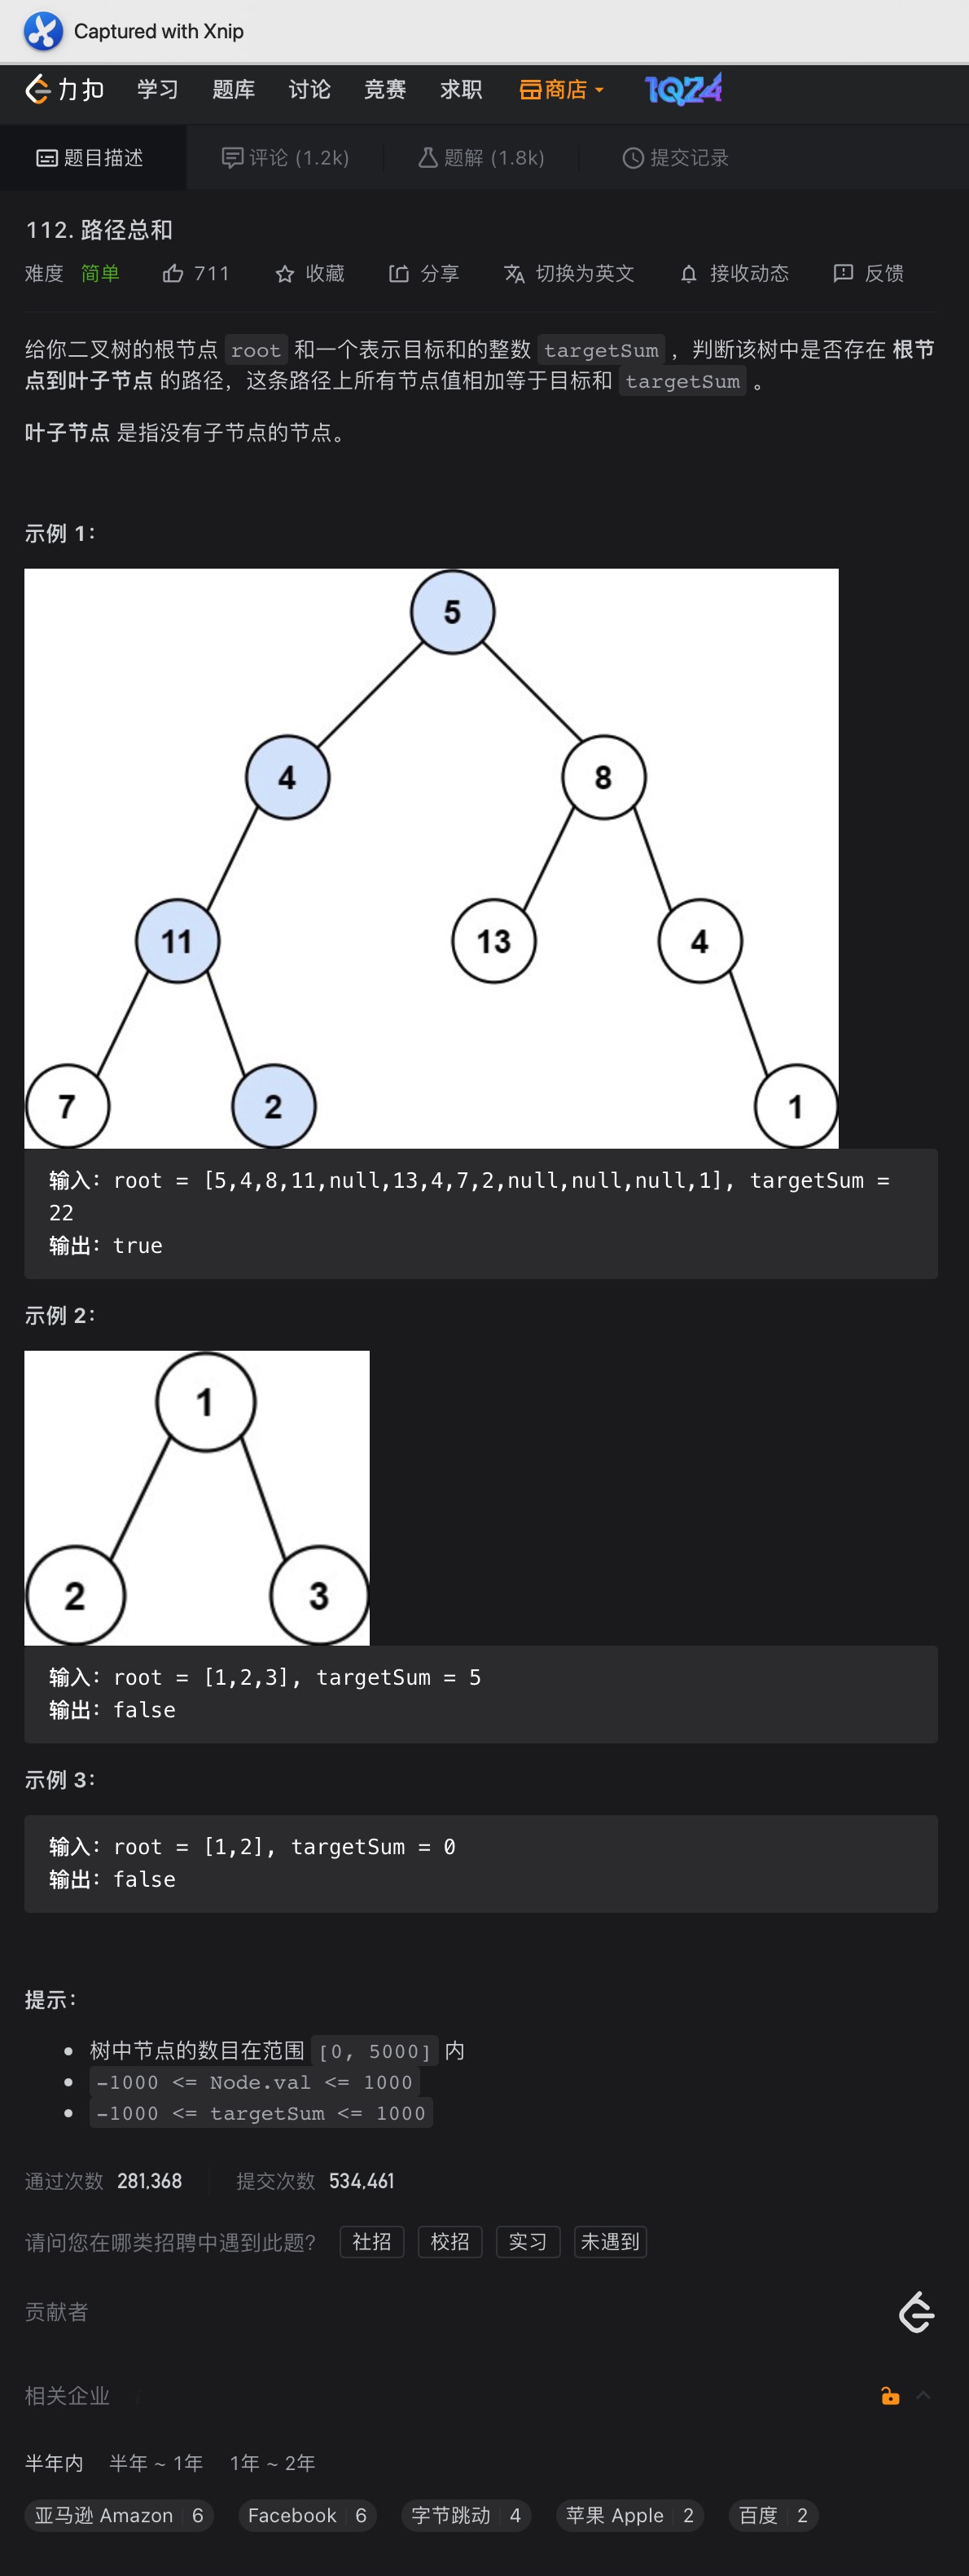 Captured with Xnip
力扣 学习 题库 讨论 竞赛 求职 商店 1024
题目描述 评论 (1.2k) 题解 (1.8k) 提交记录
112. 路径总和
难度 简单 711 收藏 分享 切换为英文 接收动态 反馈
给你二叉树的根节点 root 和一个表示目标和的整数 targetSum ，判断该树中是否存在 根节
点到叶子节点 的路径，这条路径上所有节点值相加等于目标和 targetSum 。
叶子节点 是指没有子节点的节点。
示例 1：
5
4 8
11 13 4
7 2 1
输入：root = [5,4,8,11,null,13,4,7,2,null,null,null,1], targetSum =
22
输出：true
示例 2：
1
2 3
输入：root = [1,2,3], targetSum = 5
输出：false
示例 3：
输入：root = [1,2], targetSum = 0
输出：false
提示：
树中节点的数目在范围 [0, 5000] 内
-1000 <= Node.val <= 1000
-1000 <= targetSum <= 1000
通过次数 281,368 提交次数 534,461
请问您在哪类招聘中遇到此题？ 社招 校招 实习 未遇到
贡献者
相关企业
半年内 半年 ~ 1年 1年 ~ 2年
亚马逊 Amazon 6 Facebook 6 字节跳动 4 苹果 Apple 2 百度 2